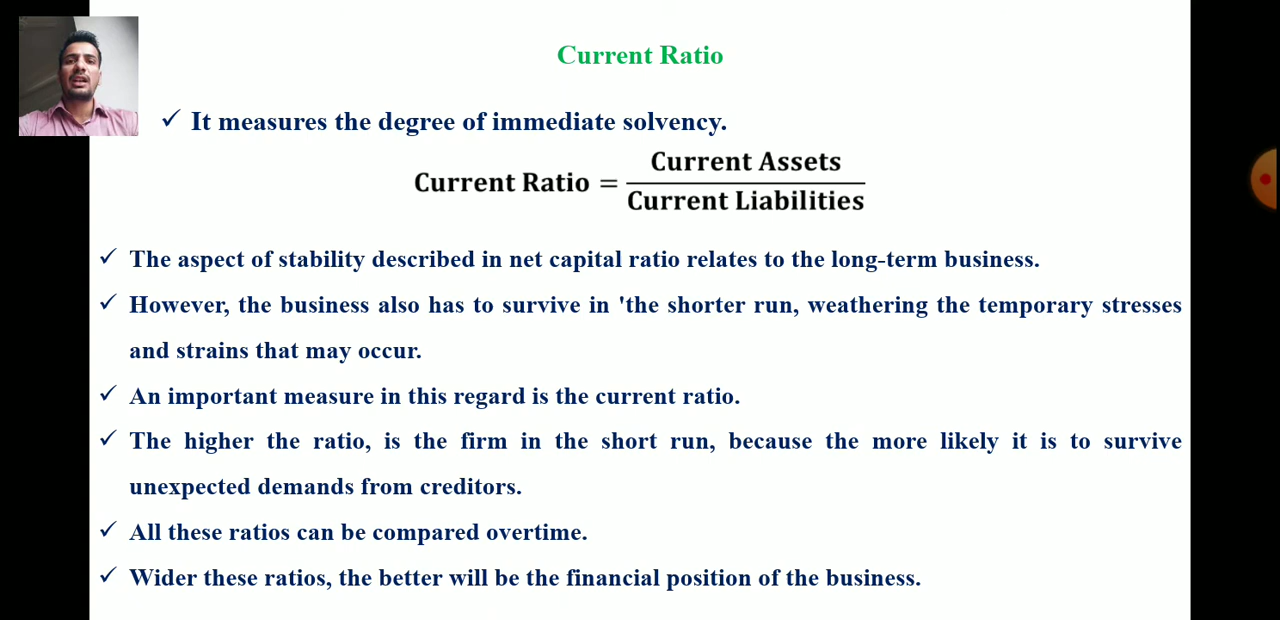 Current Ratio
✓ It measures the degree of immediate solvency.
Current Ratio = Current Assets / Current Liabilities
✓ The aspect of stability described in net capital ratio relates to the long-term business.
✓ However, the business also has to survive in 'the shorter run, weathering the temporary stresses
and strains that may occur.
✓ An important measure in this regard is the current ratio.
✓ The higher the ratio, is the firm in the short run, because the more likely it is to survive
unexpected demands from creditors.
✓ All these ratios can be compared overtime.
✓ Wider these ratios, the better will be the financial position of the business.